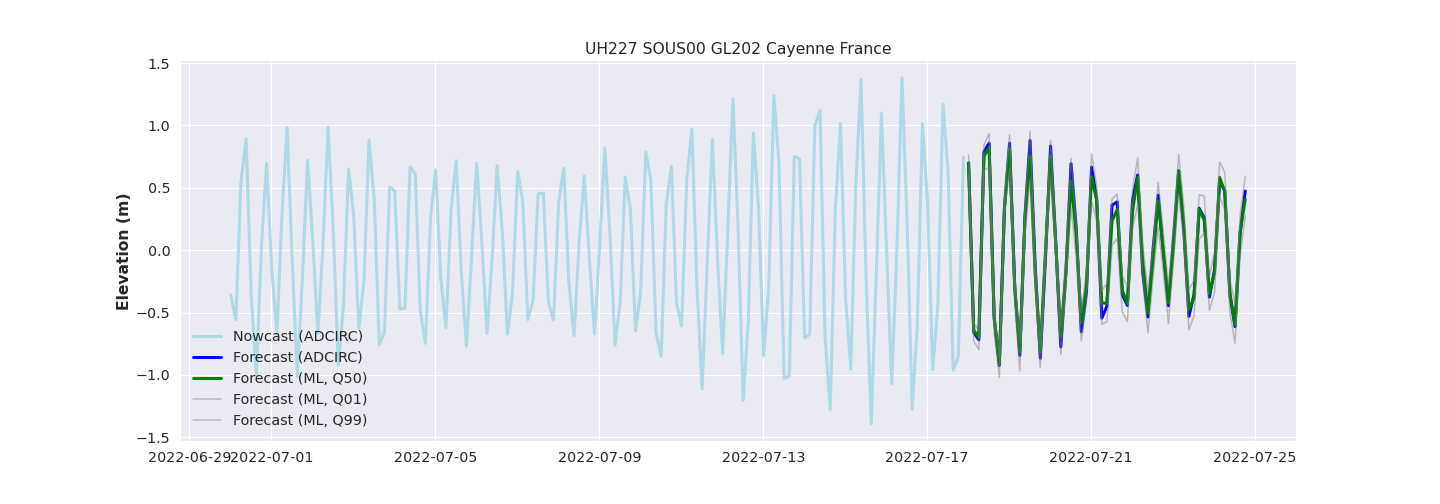 UH227 SOUS00 GL202 Cayenne France
Elevation (m)
1.5
1.0
0.5
0.0
−0.5
−1.0
−1.5
Nowcast (ADCIRC)
Forecast (ADCIRC)
Forecast (ML, Q50)
Forecast (ML, Q01)
Forecast (ML, Q99)
2022-06-29 2022-07-01 2022-07-05 2022-07-09 2022-07-13 2022-07-17 2022-07-21 2022-07-25